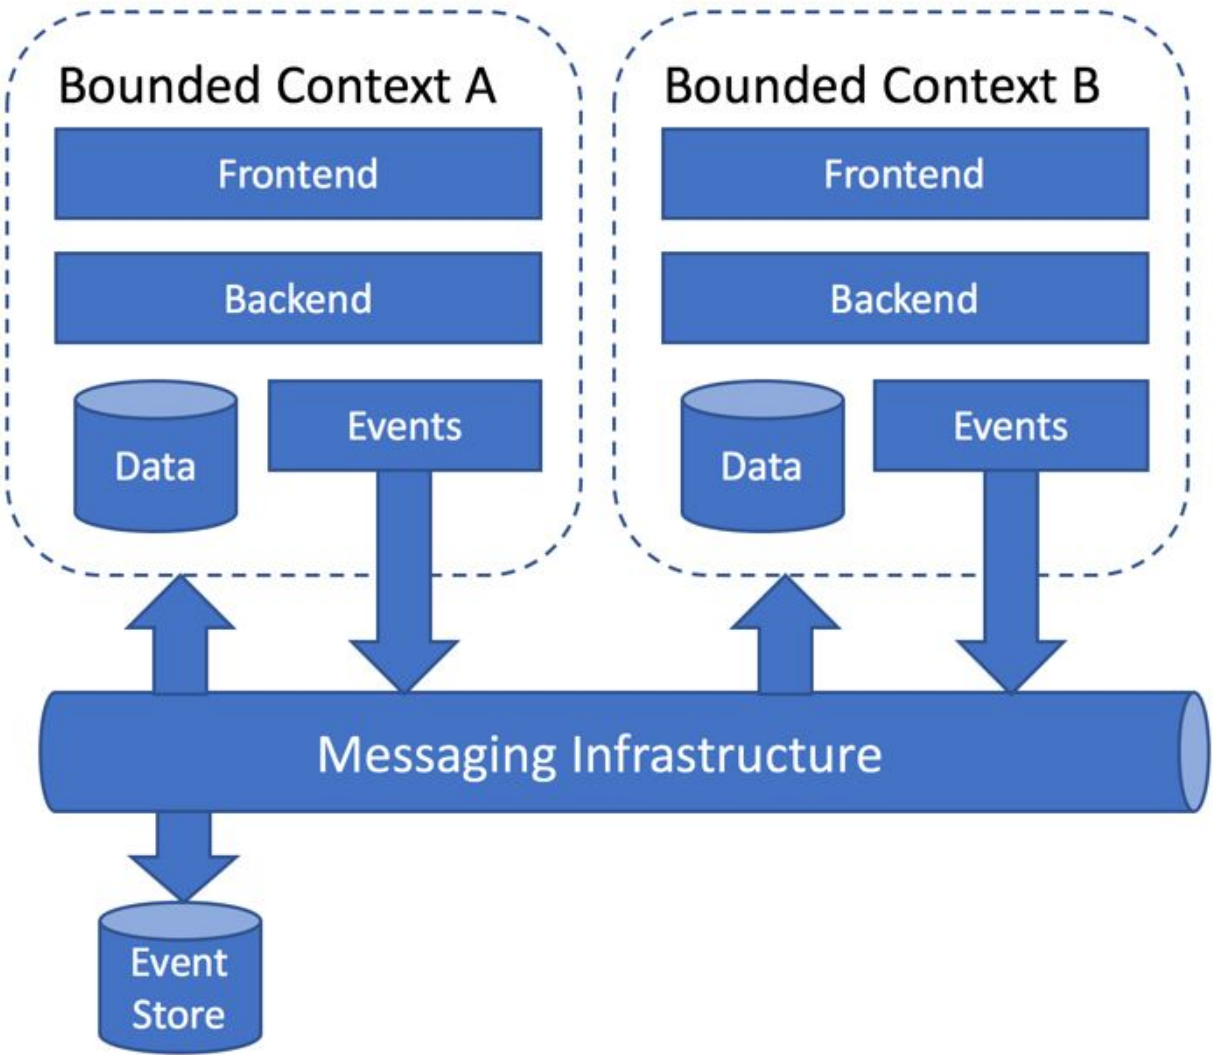 Bounded Context A
Frontend
Backend
Data
Events
Bounded Context B
Frontend
Backend
Data
Events
Messaging Infrastructure
Event
Store